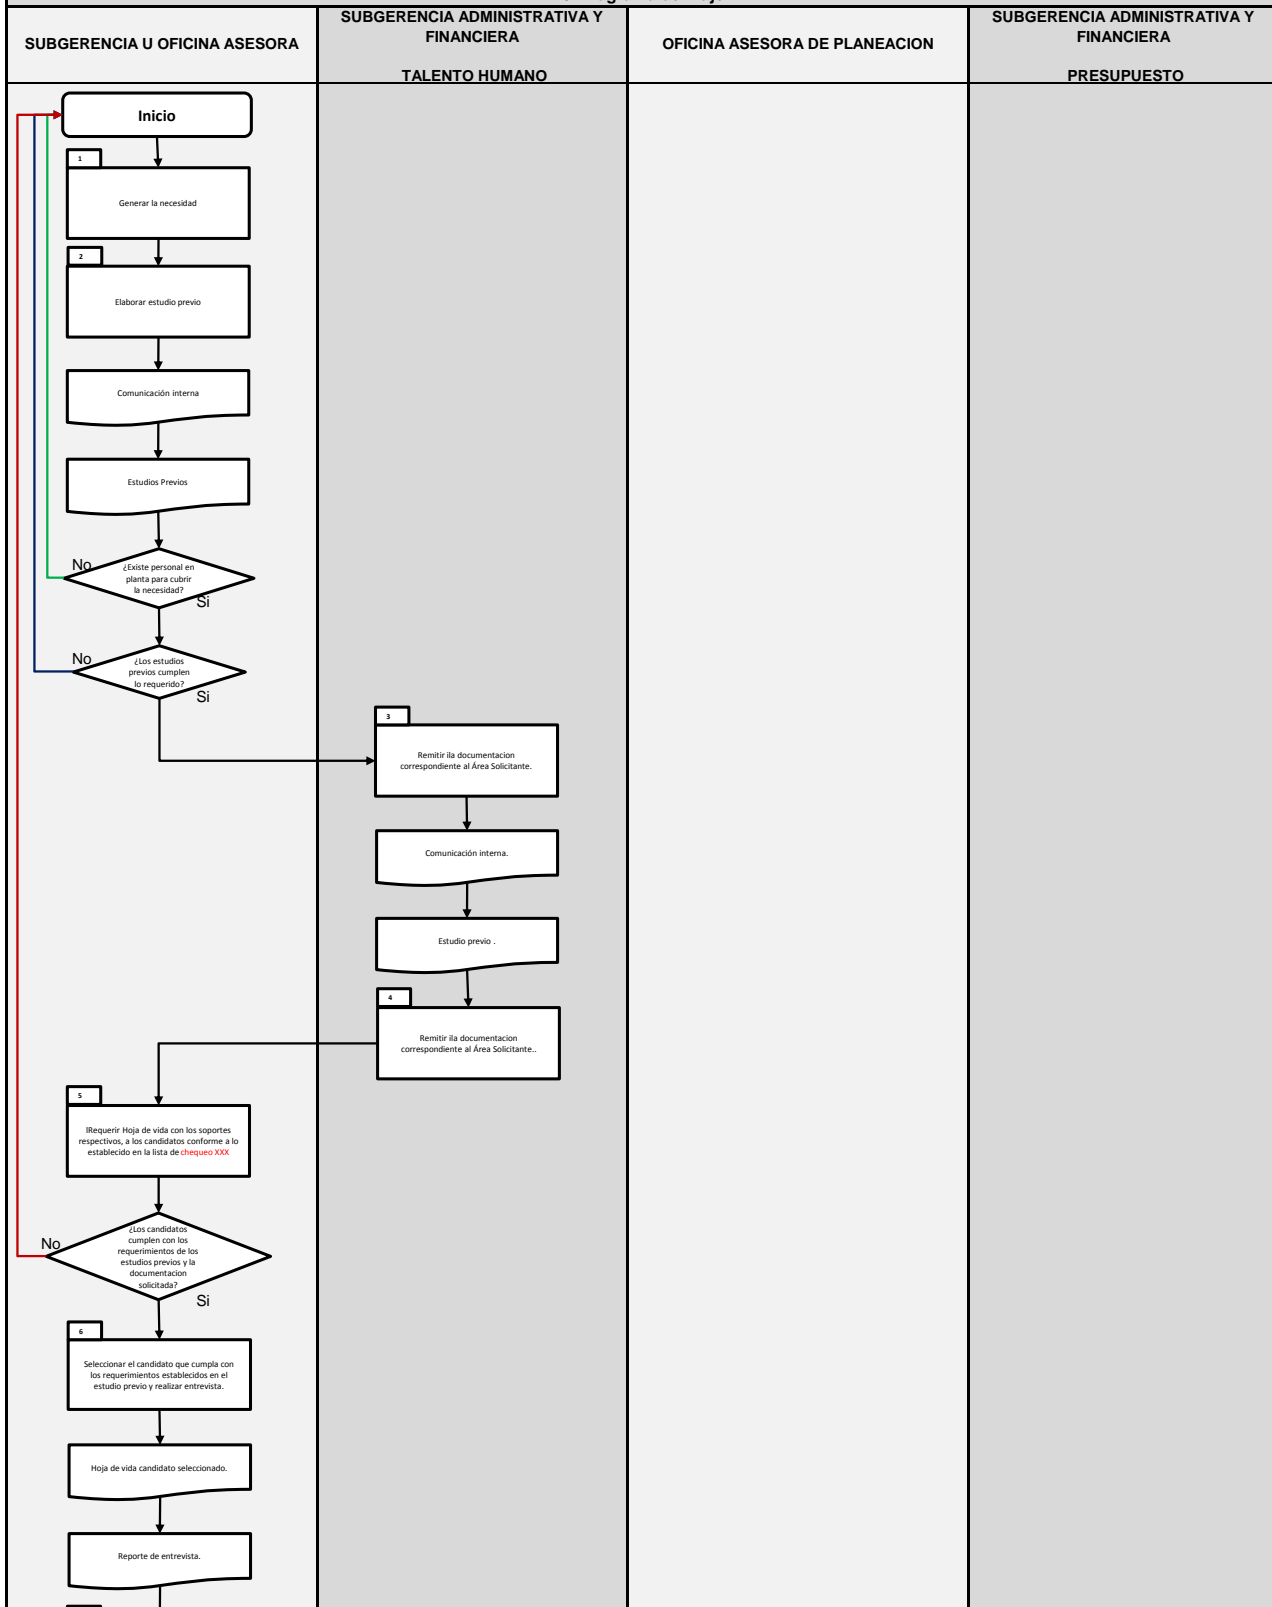 SUBGERENCIA U OFICINA ASESORA
SUBGERENCIA ADMINISTRATIVA Y
FINANCIERA
TALENTO HUMANO
OFICINA ASESORA DE PLANEACION
SUBGERENCIA ADMINISTRATIVA Y
FINANCIERA
PRESUPUESTO
Inicio
1
Generar la necesidad
2
Elaborar estudio previo
Comunicación interna
Estudios Previos
No
¿Existe personal en
planta para cubrir
la necesidad?
Si
No
¿Los estudios
previos cumplen
lo requerido?
Si
3
Remitir ila documentacion
correspondiente al Área Solicitante.
Comunicación interna.
Estudio previo .
4
Remitir ila documentacion
correspondiente al Área Solicitante..
5
IRequerir Hoja de vida con los soportes
respectivos, a los candidatos conforme a lo
establecido en la lista de chequeo XXX
No
¿Los candidatos
cumplen con los
requerimientos de los
estudios previos y la
documentacion
solicitada?
Si
6
Seleccionar el candidato que cumpla con
los requerimientos establecidos en el
estudio previo y realizar entrevista.
Hoja de vida candidato seleccionado.
Reporte de entrevista.